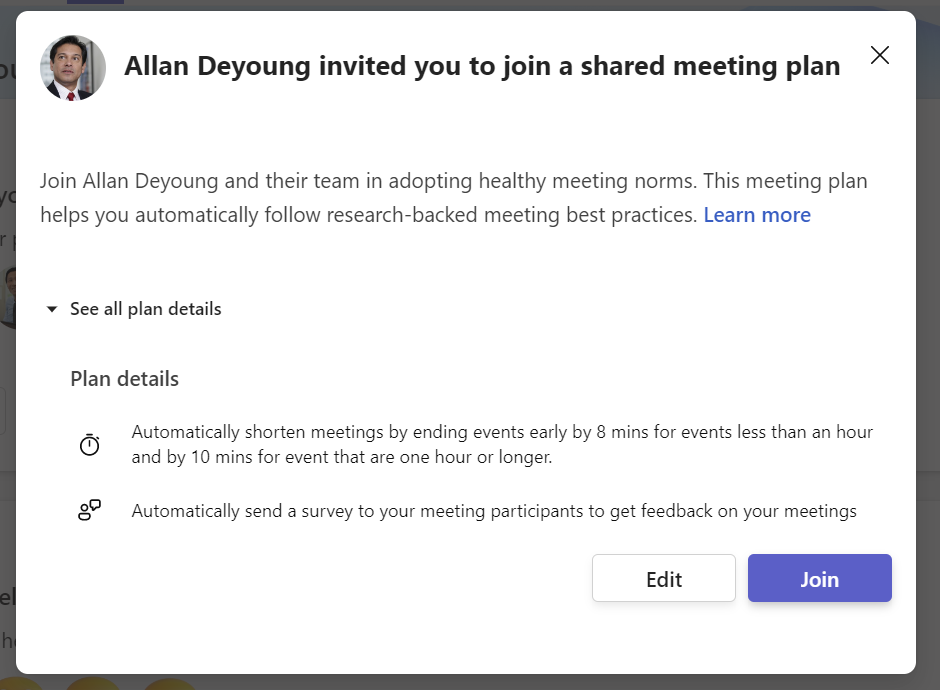 Allan Deyoung invited you to join a shared meeting plan
Join Allan Deyoung and their team in adopting healthy meeting norms. This meeting plan
helps you automatically follow research-backed meeting best practices. Learn more
See all plan details
Plan details
Automatically shorten meetings by ending events early by 8 mins for events less than an hour
and by 10 mins for event that are one hour or longer.
Automatically send a survey to your meeting participants to get feedback on your meetings
Edit
Join